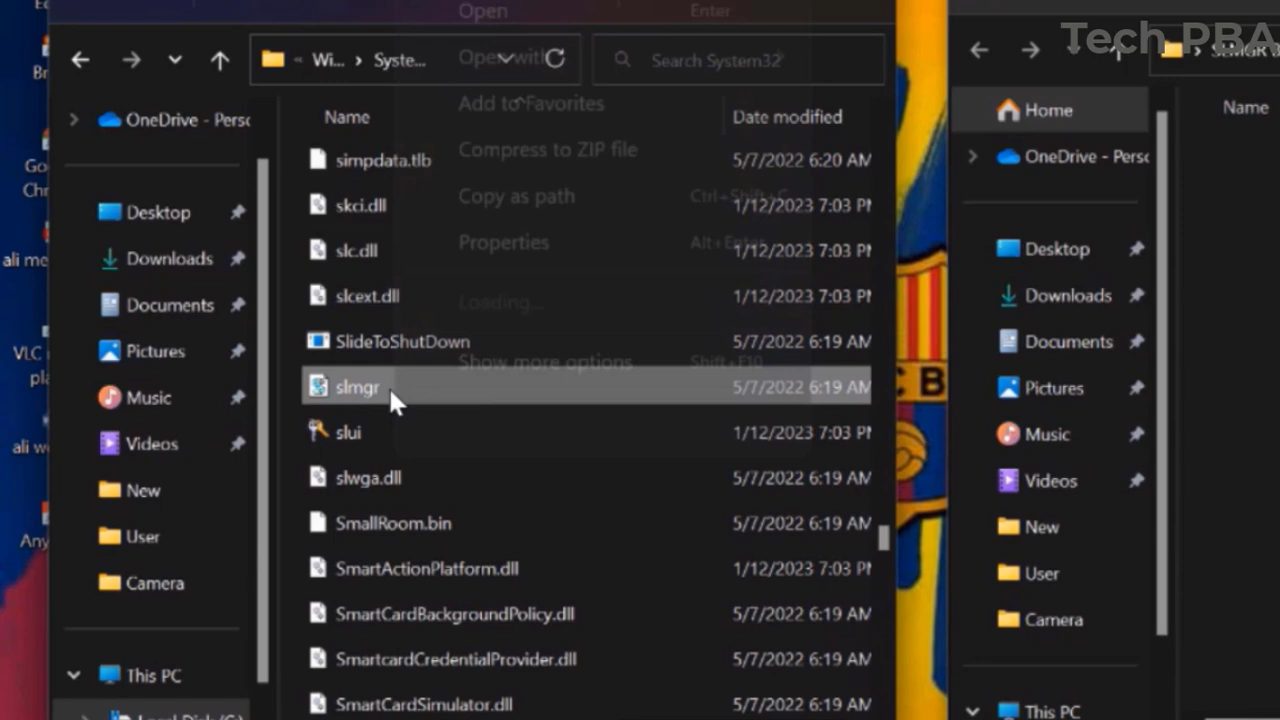 Tech PBA
Open
Enter
Open with
Wi...
Syste...
Search System32
Add to Favorites
Compress to ZIP file
Copy as path
Properties
Loading...
Show more options
Shift+F10
OneDrive - Perso
Desktop
Downloads
Documents
Pictures
Music
Videos
New
User
Camera
This PC
Name
Date modified
simpdata.tlb
5/7/2022 6:20 AM
skci.dll
1/12/2023 7:03 PM
slc.dll
1/12/2023 7:03 PM
slcext.dll
1/12/2023 7:03 PM
SlideToShutDown
5/7/2022 6:19 AM
slmgr
5/7/2022 6:19 AM
slui
1/12/2023 7:03 PM
slwga.dll
5/7/2022 6:19 AM
SmallRoom.bin
5/7/2022 6:19 AM
SmartActionPlatform.dll
1/12/2023 7:03 PM
SmartCardBackgroundPolicy.dll
5/7/2022 6:19 AM
SmartcardCredentialProvider.dll
5/7/2022 6:19 AM
SmartCardSimulator.dll
5/7/2022 6:19 AM
Home
OneDrive - Perso
Desktop
Downloads
Documents
Pictures
Music
Videos
New
User
Camera
This PC
Name